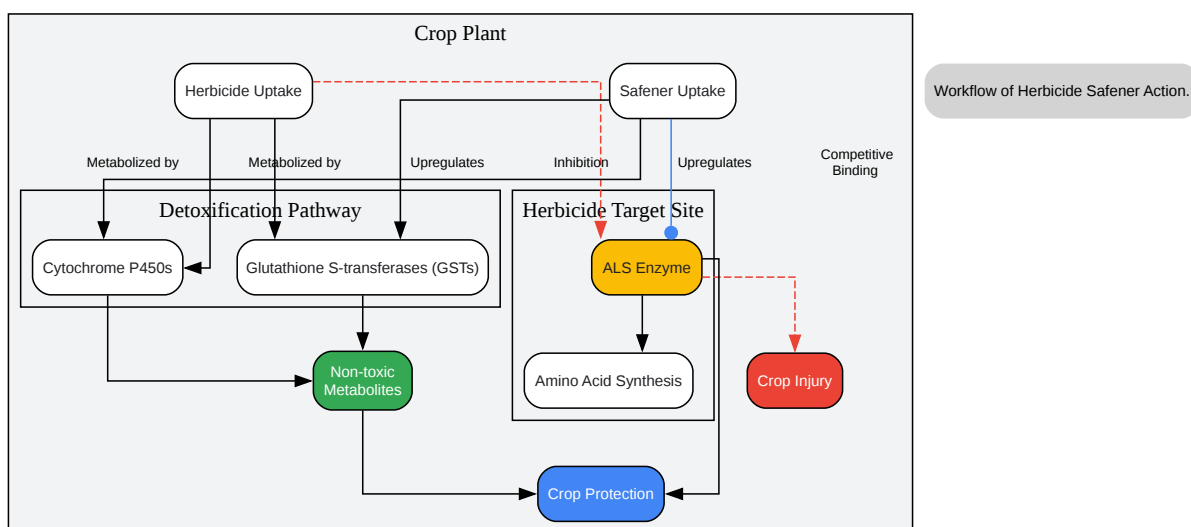 Crop Plant
Herbicide Uptake
Safener Uptake
Workflow of Herbicide Safener Action.
Metabolized by
Metabolized by
Upregulates
Inhibition
Upregulates
Competitive
Binding
Detoxification Pathway
Herbicide Target Site
Cytochrome P450s
Glutathione S-transferases (GSTs)
ALS Enzyme
Non-toxic
Metabolites
Amino Acid Synthesis
Crop Injury
Crop Protection